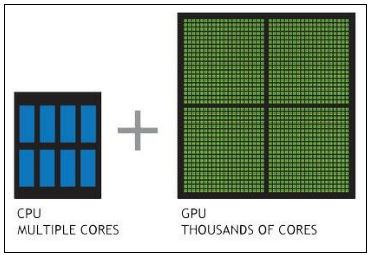 CPU
MULTIPLE CORES
GPU
THOUSANDS OF CORES